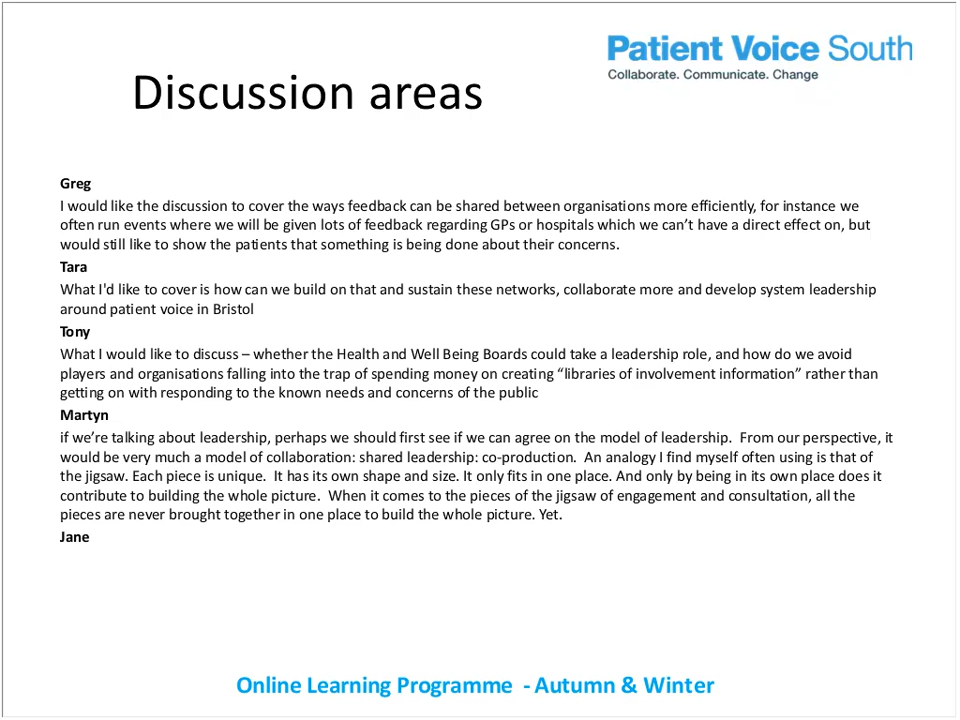 Patient Voice South
Collaborate. Communicate. Change
Discussion areas
Greg
I would like the discussion to cover the ways feedback can be shared between organisations more efficiently, for instance we
often run events where we will be given lots of feedback regarding GPs or hospitals which we can’t have a direct effect on, but
would still like to show the patients that something is being done about their concerns.
Tara
What I'd like to cover is how can we build on that and sustain these networks, collaborate more and develop system leadership
around patient voice in Bristol
Tony
What I would like to discuss – whether the Health and Well Being Boards could take a leadership role, and how do we avoid
players and organisations falling into the trap of spending money on creating “libraries of involvement information” rather than
getting on with responding to the known needs and concerns of the public
Martyn
if we’re talking about leadership, perhaps we should first see if we can agree on the model of leadership.  From our perspective, it
would be very much a model of collaboration: shared leadership: co-production.  An analogy I find myself often using is that of
the jigsaw. Each piece is unique.  It has its own shape and size. It only fits in one place. And only by being in its own place does it
contribute to building the whole picture.  When it comes to the pieces of the jigsaw of engagement and consultation, all the
pieces are never brought together in one place to build the whole picture. Yet.
Jane
Online Learning Programme  - Autumn & Winter